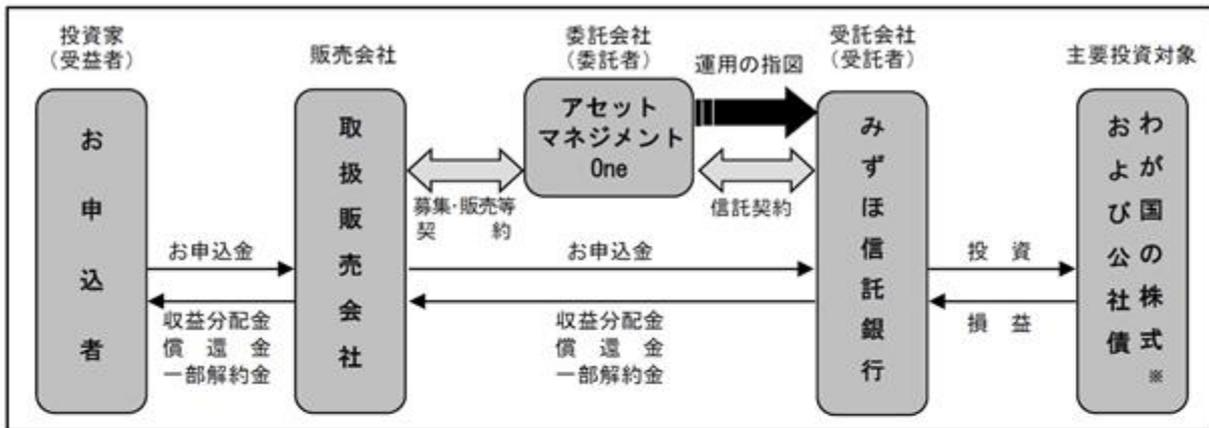 投資家
（受益者）
お申込者
販売会社
取扱販売会社
委託会社
（委託者）
アセット
マネジメント
One
運用の指図
受託会社
（受託者）
みずほ信託銀行
主要投資対象
わが国の株式※
および公社債
募集・販売等
契　約
信託契約
お申込金
収益分配金
償　還　金
一部解約金
お申込金
収益分配金
償　還　金
一部解約金
投　資
損　益